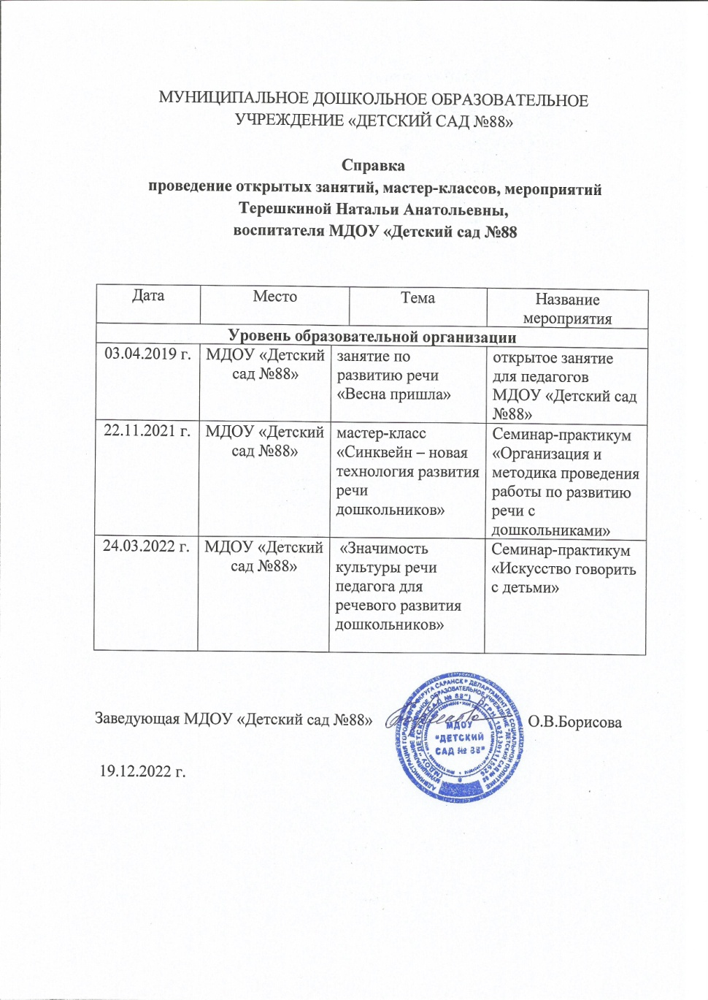 МУНИЦИПАЛЬНОЕ ДОШКОЛЬНОЕ ОБРАЗОВАТЕЛЬНОЕ
УЧРЕЖДЕНИЕ «ДЕТСКИЙ САД №88»
Справка
проведение открытых занятий, мастер-классов, мероприятий
Терешкиной Натальи Анатольевны,
воспитателя МДОУ «Детский сад №88
Дата
Место
Тема
Название
мероприятия
Уровень образовательной организации
03.04.2019 г.
МДОУ «Детский
сад №88»
занятие по
развитию речи
«Весна пришла»
открытое занятие
для педагогов
МДОУ «Детский сад
№88»
22.11.2021 г.
МДОУ «Детский
сад №88»
мастер-класс
«Синквейн – новая
технология развития
речи
дошкольников»
Семинар-практикум
«Организация и
методика проведения
работы по развитию
речи с
дошкольниками»
24.03.2022 г.
МДОУ «Детский
сад №88»
«Значимость
культуры речи
педагога для
речевого развития
дошкольников»
Семинар-практикум
«Искусство говорить
с детьми»
Заведующая МДОУ «Детский сад №88»
О.В.Борисова
МДОУ
"ДЕТСКИЙ
САД № 88"
19.12.2022 г.